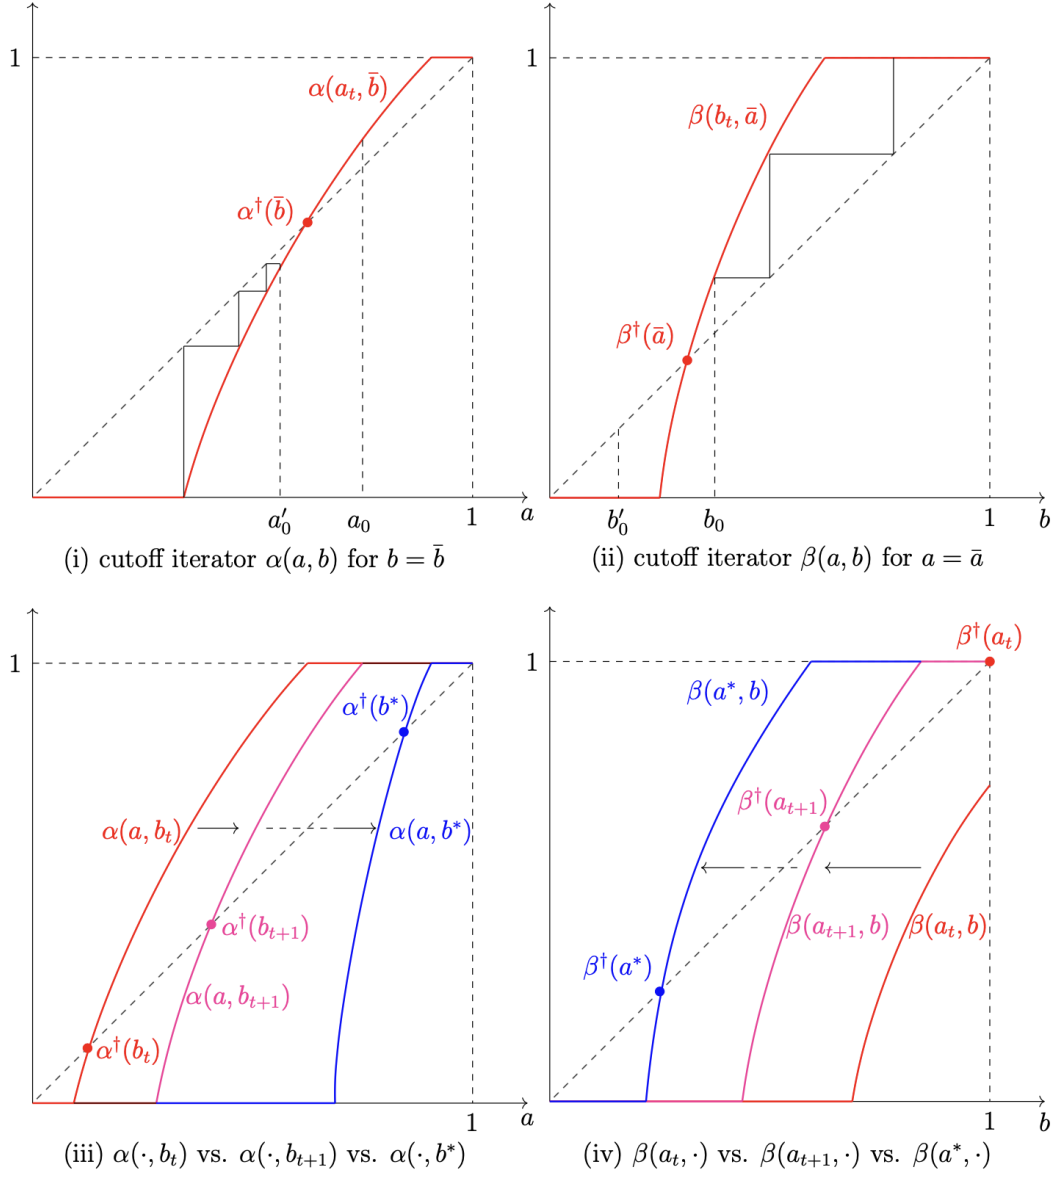 1
α(a_t, b̄)
α†(b̄)
a′_0
a_0
1
a
(i) cutoff iterator α(a, b) for b = b̄
1
β(b_t, ā)
β†(ā)
b′_0
b_0
1
b
(ii) cutoff iterator β(a, b) for a = ā
1
α†(b*)
α(a, b_t)
α(a, b*)
α†(b_{t+1})
α(a, b_{t+1})
α†(b_t)
1
a
(iii) α(·, b_t) vs. α(·, b_{t+1}) vs. α(·, b*)
β†(a_t)
1
β(a*, b)
β†(a_{t+1})
β(a_{t+1}, b)
β(a_t, b)
β†(a*)
1
b
(iv) β(a_t, ·) vs. β(a_{t+1}, ·) vs. β(a*, ·)